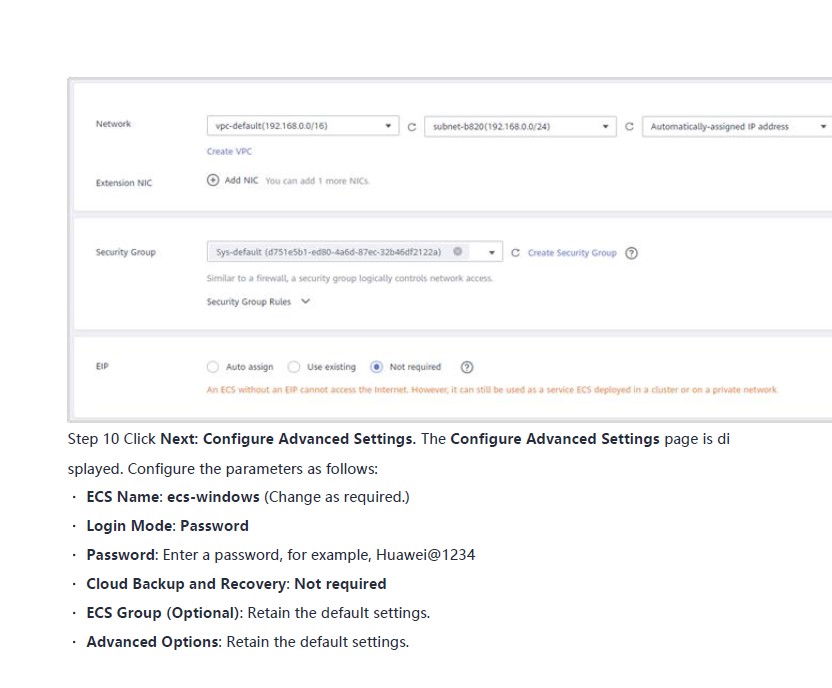 Network
vpc-default(192.168.0.0/16)
subnet-b820(192.168.0.0/24)
Automatically-assigned IP address
Create VPC
Extension NIC
Add NIC You can add 1 more NICs.
Security Group
Sys-default (d751e5b1-ed80-4a6d-87ec-32b46df2122a)
Create Security Group
Similar to a firewall, a security group logically controls network access.
Security Group Rules
EIP
Auto assign
Use existing
Not required
An ECS without an EIP cannot access the Internet. However, it can still be used as a service ECS deployed in a cluster or on a private network.
Step 10 Click Next: Configure Advanced Settings. The Configure Advanced Settings page is di
splayed. Configure the parameters as follows:
· ECS Name: ecs-windows (Change as required.)
· Login Mode: Password
· Password: Enter a password, for example, Huawei@1234
· Cloud Backup and Recovery: Not required
· ECS Group (Optional): Retain the default settings.
· Advanced Options: Retain the default settings.